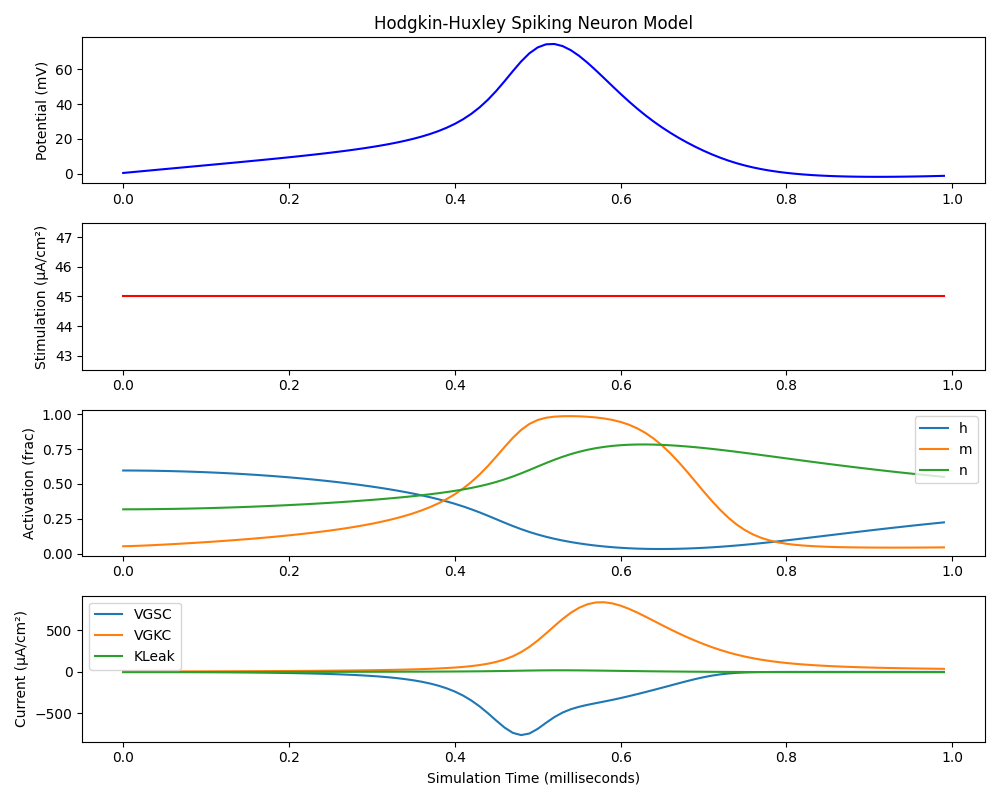 Hodgkin-Huxley Spiking Neuron Model
Potential (mV)
60
40
20
0
0.0 0.2 0.4 0.6 0.8 1.0
Stimulation (µA/cm²)
47
46
45
44
43
0.0 0.2 0.4 0.6 0.8 1.0
Activation (frac)
1.00
0.75
0.50
0.25
0.00
h
m
n
0.0 0.2 0.4 0.6 0.8 1.0
Current (µA/cm²)
500
0
−500
VGSC
VGKC
KLeak
0.0 0.2 0.4 0.6 0.8 1.0
Simulation Time (milliseconds)